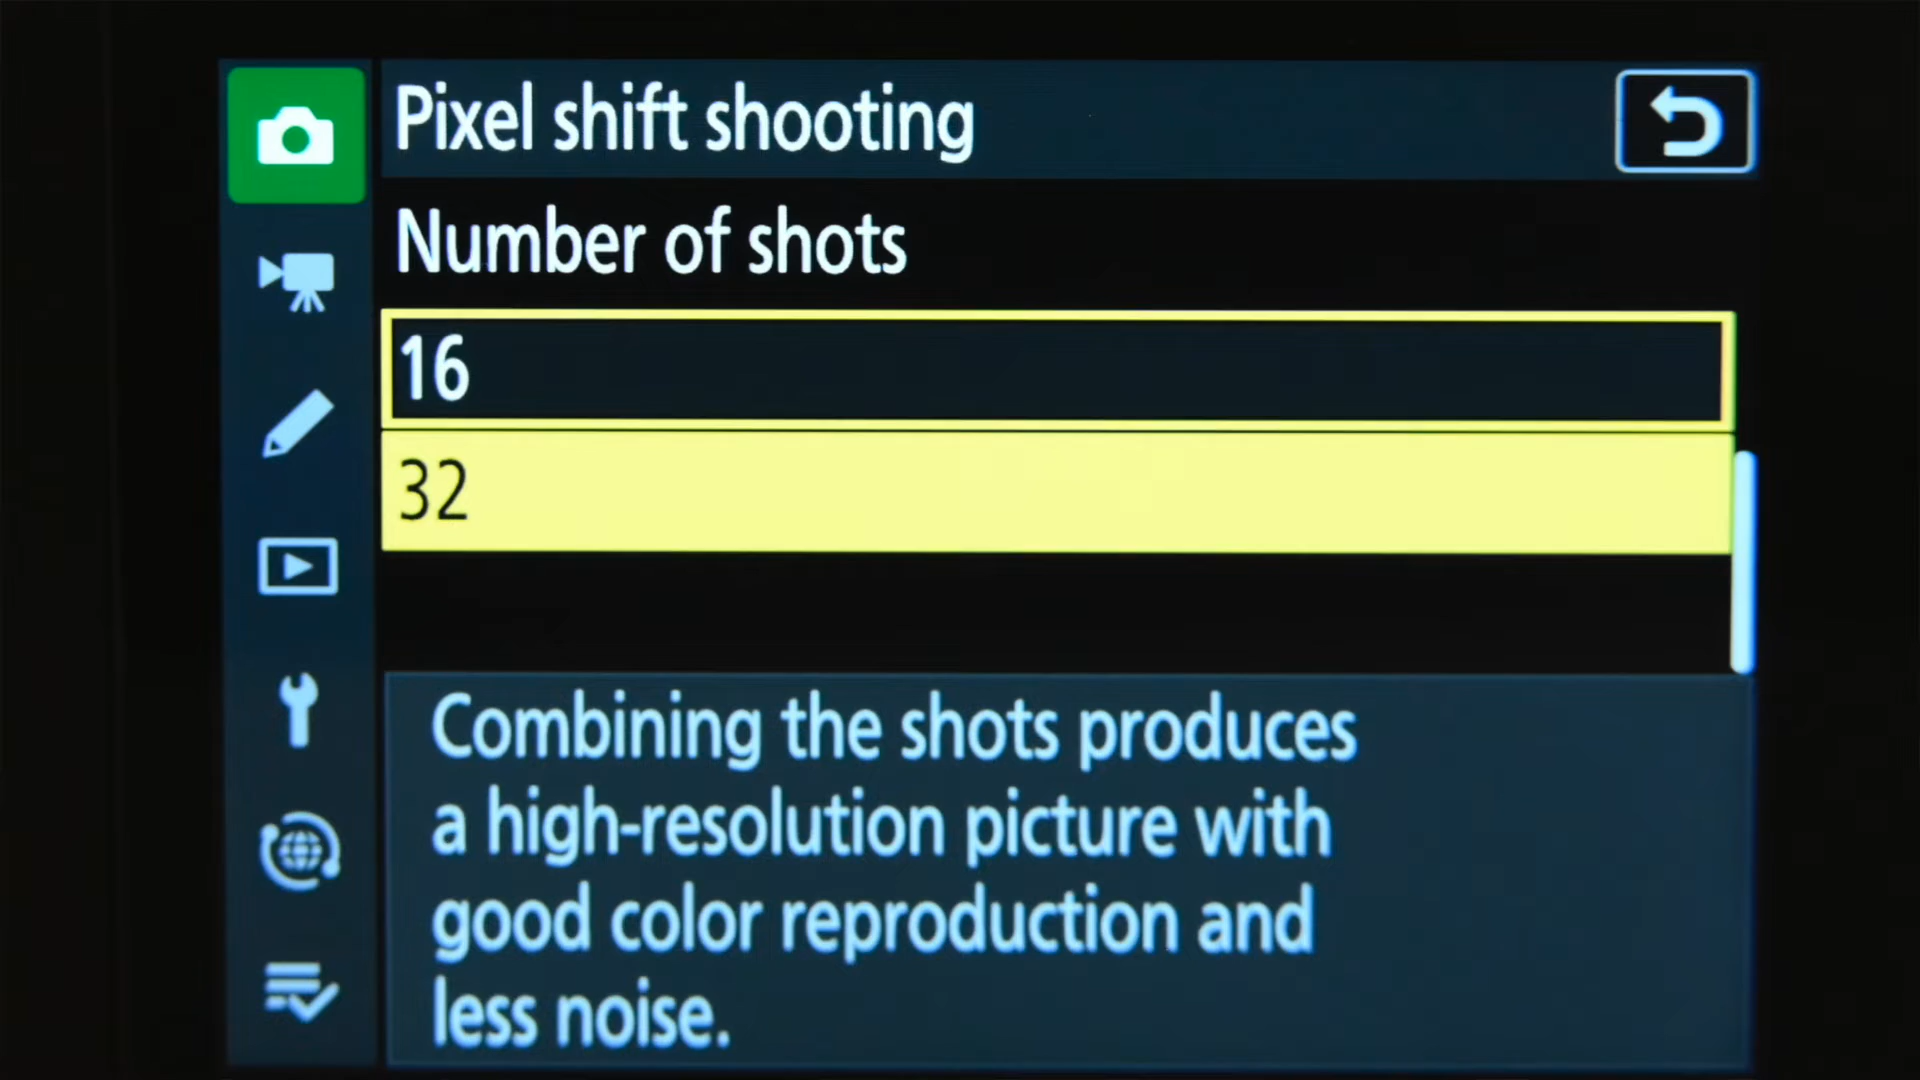 Pixel shift shooting
Number of shots
16
32
Combining the shots produces
a high-resolution picture with
good color reproduction and
less noise.